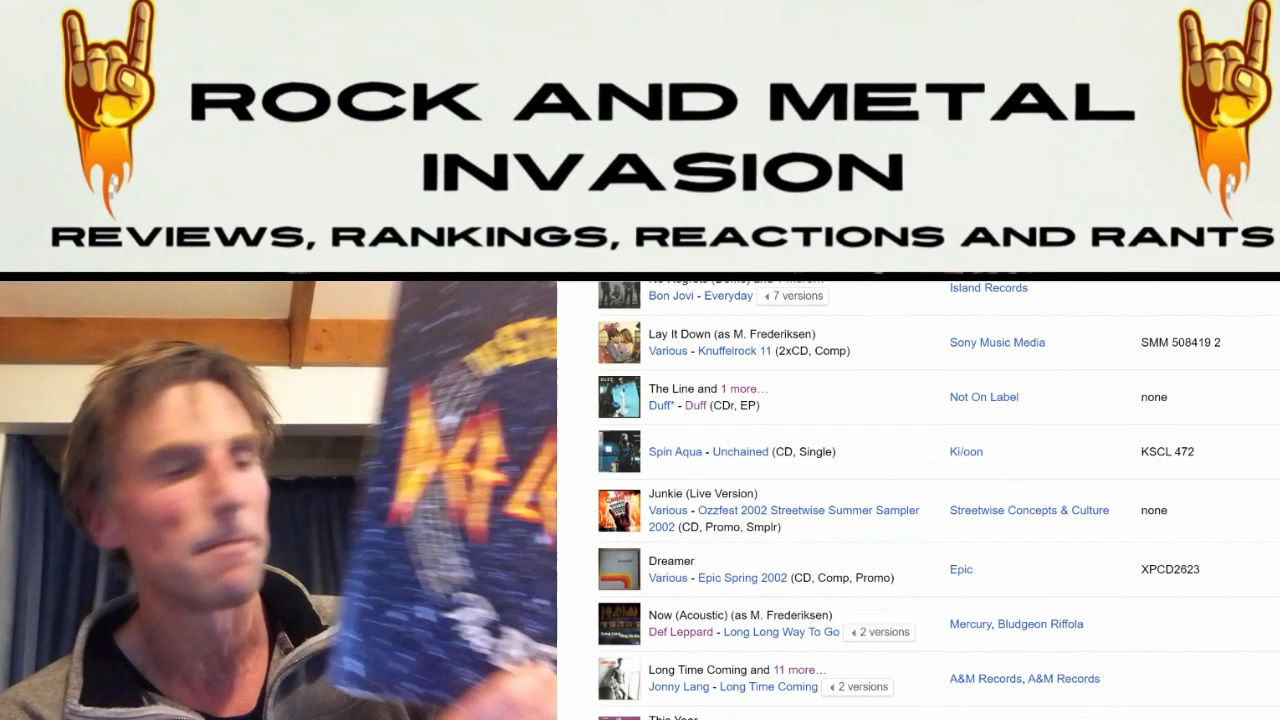 ROCK AND METAL
INVASION
REVIEWS, RANKINGS, REACTIONS AND RANTS
Bon Jovi - Everyday 7 versions
Island Records
Lay It Down (as M. Frederiksen)
Various - Knuffelrock 11 (2xCD, Comp)
Sony Music Media
SMM 508419 2
The Line and 1 more...
Duff* - Duff (CDr, EP)
Not On Label
none
Spin Aqua - Unchained (CD, Single)
Ki/oon
KSCL 472
Junkie (Live Version)
Various - Ozzfest 2002 Streetwise Summer Sampler
2002 (CD, Promo, Smplr)
Streetwise Concepts & Culture
none
Dreamer
Various - Epic Spring 2002 (CD, Comp, Promo)
Epic
XPCD2623
Now (Acoustic) (as M. Frederiksen)
Def Leppard - Long Long Way To Go 2 versions
Mercury, Bludgeon Riffola
Long Time Coming and 11 more...
Jonny Lang - Long Time Coming 2 versions
A&M Records, A&M Records
This Year